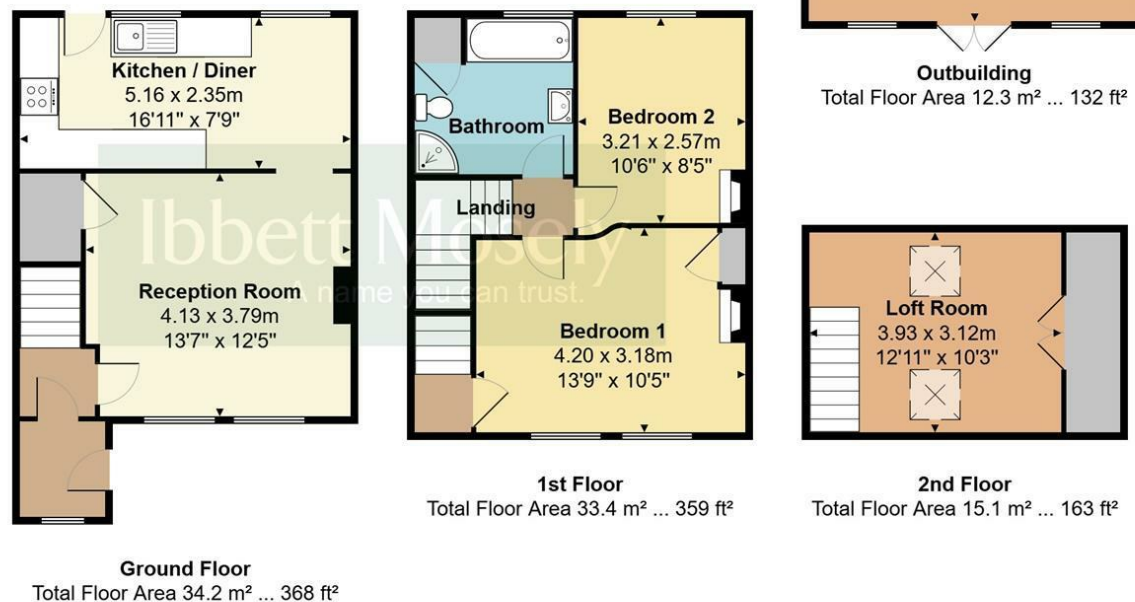 Kitchen / Diner
5.16 x 2.35m
16'11" x 7'9"
Reception Room
4.13 x 3.79m
13'7" x 12'5"
Ground Floor
Total Floor Area 34.2 m² ... 368 ft²
Bathroom
Bedroom 2
3.21 x 2.57m
10'6" x 8'5"
Landing
Bedroom 1
4.20 x 3.18m
13'9" x 10'5"
1st Floor
Total Floor Area 33.4 m² ... 359 ft²
Outbuilding
Total Floor Area 12.3 m² ... 132 ft²
Loft Room
3.93 x 3.12m
12'11" x 10'3"
2nd Floor
Total Floor Area 15.1 m² ... 163 ft²
Ibbett Mosely
A name you can trust.